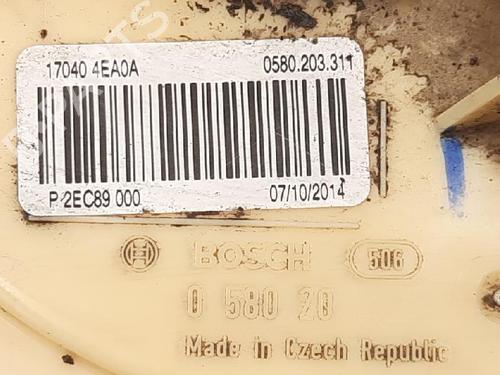 17040 4EA0A 0580.203.311
P 2EC89 000 07/10/2014
BOSCH 506
0 580 20
Made in Czech Republic